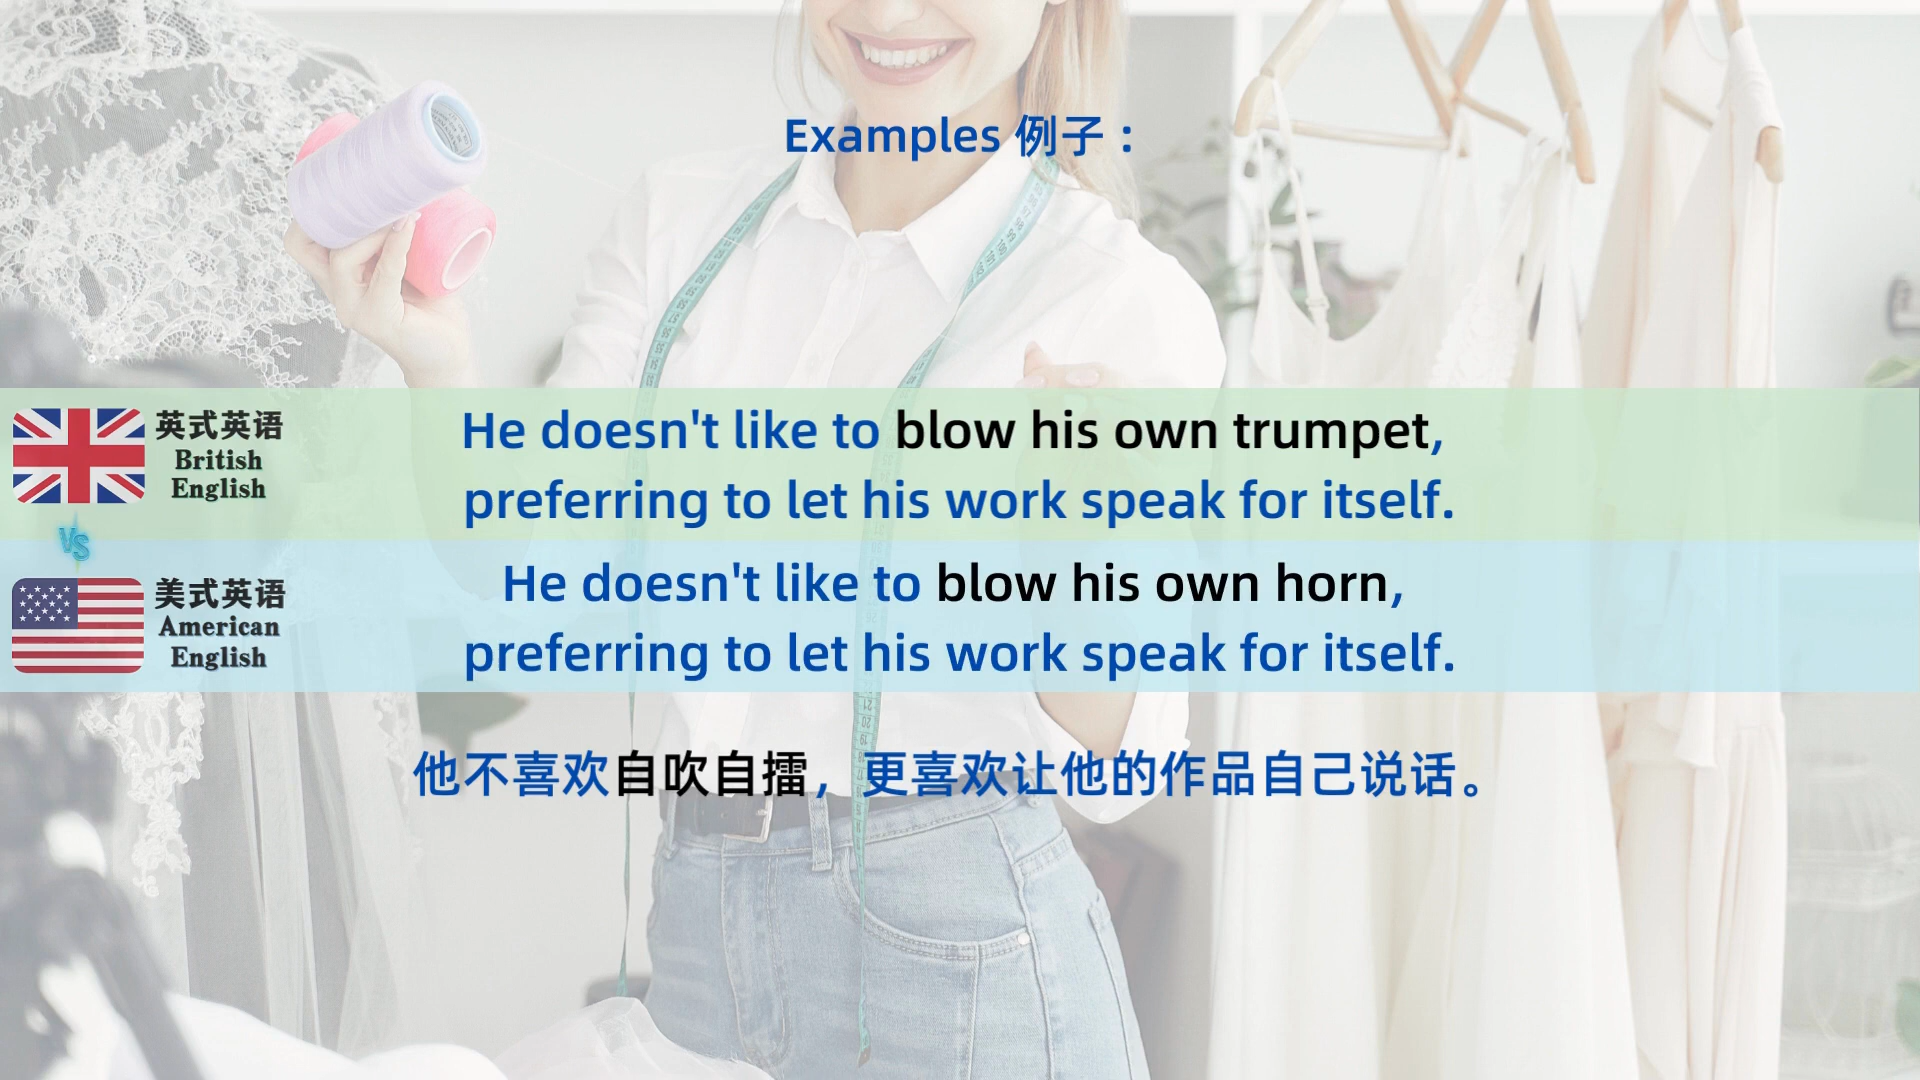 Examples 例子：
英式英语
British
English
He doesn't like to blow his own trumpet,
preferring to let his work speak for itself.
VS
美式英语
American
English
He doesn't like to blow his own horn,
preferring to let his work speak for itself.
他不喜欢自吹自擂，更喜欢让他的作品自己说话。